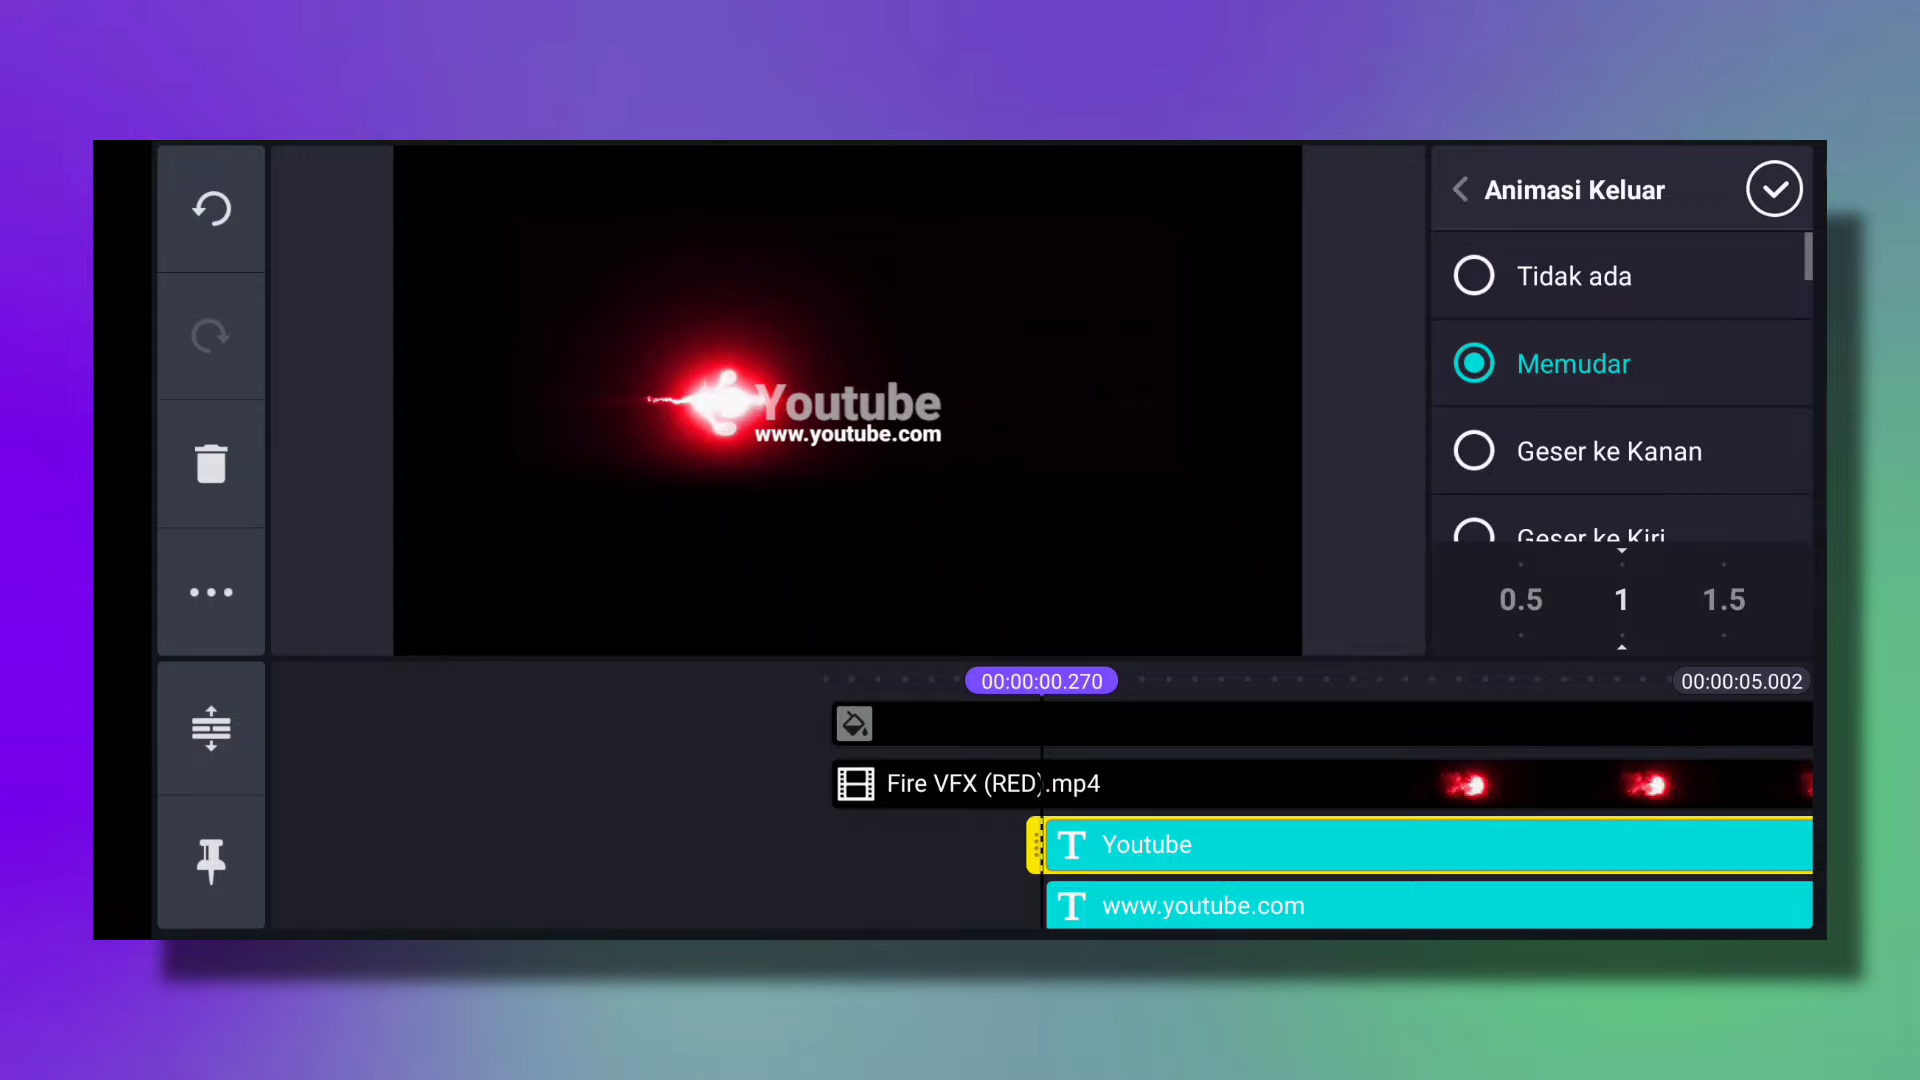 Animasi Keluar
Tidak ada
Memudar
Geser ke Kanan
Geser ke Kiri
0.5 1 1.5
Youtube
www.youtube.com
00:00:00.270
00:00:05.002
Fire VFX (RED).mp4
T Youtube
T www.youtube.com